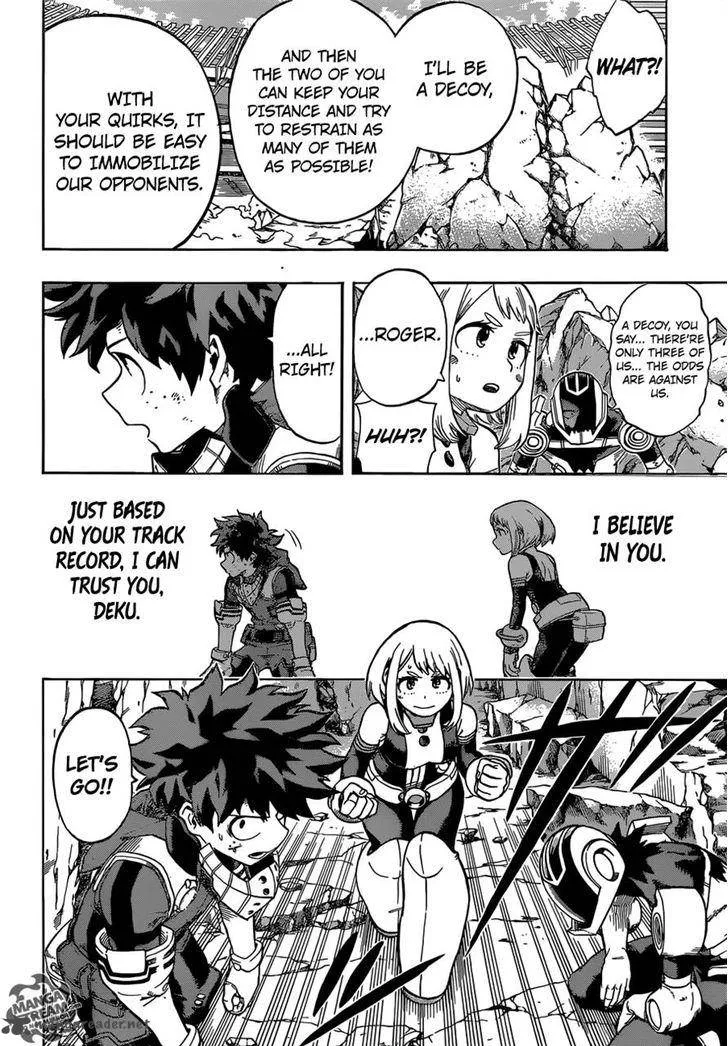 WHAT?!
I'LL BE
A DECOY,
AND THEN
THE TWO OF YOU
CAN KEEP YOUR
DISTANCE AND TRY
TO RESTRAIN AS
MANY OF THEM
AS POSSIBLE!
WITH
YOUR QUIRKS, IT
SHOULD BE EASY
TO IMMOBILIZE
OUR OPPONENTS.
A DECOY, YOU
SAY... THERE'RE
ONLY THREE OF
US... THE ODDS
ARE AGAINST
US.
...ROGER.
HUH?!
...ALL
RIGHT!
I BELIEVE
IN YOU.
JUST BASED
ON YOUR TRACK
RECORD, I CAN
TRUST YOU,
DEKU.
LET'S
GO!!
MANGA
STREAM